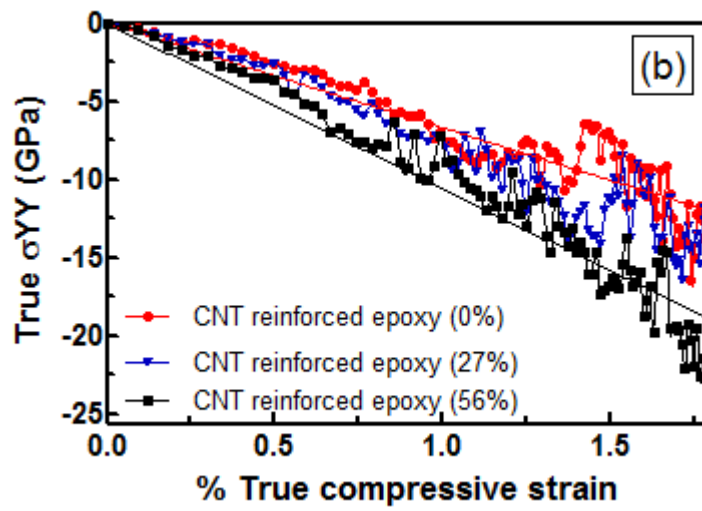 0
(b)
-5
-10
-15
-20
-25
True σYY (GPa)
CNT reinforced epoxy (0%)
CNT reinforced epoxy (27%)
CNT reinforced epoxy (56%)
0.0 0.5 1.0 1.5
% True compressive strain